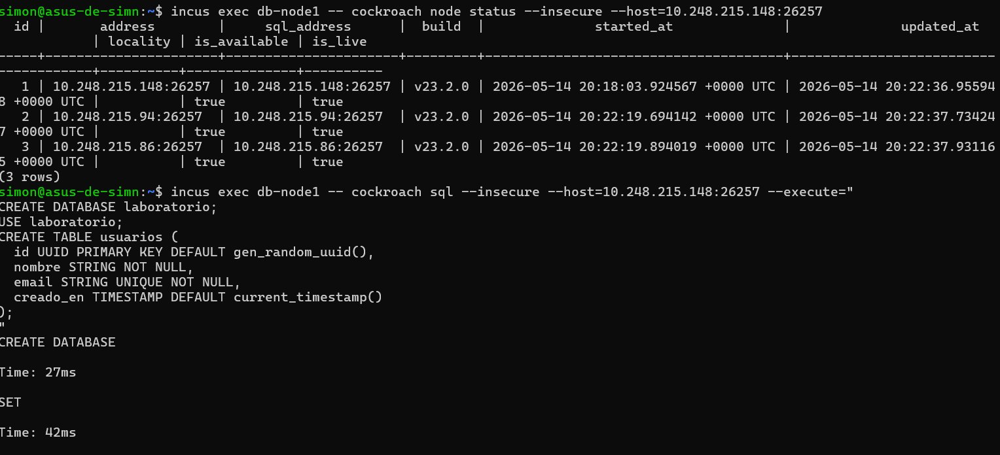 simon@asus-de-simn:~$ incus exec db-node1 -- cockroach node status --insecure --host=10.248.215.148:26257
  id |       address        |     sql_address      |  build  |              started_at              |              updated_at
            | locality | is_available | is_live
-----+----------------------+----------------------+---------+--------------------------------------+--------------------------
------------+----------+--------------+----------
   1 | 10.248.215.148:26257 | 10.248.215.148:26257 | v23.2.0 | 2026-05-14 20:18:03.924567 +0000 UTC | 2026-05-14 20:22:36.95594
8 +0000 UTC |          | true         | true
   2 | 10.248.215.94:26257  | 10.248.215.94:26257  | v23.2.0 | 2026-05-14 20:22:19.694142 +0000 UTC | 2026-05-14 20:22:37.73424
7 +0000 UTC |          | true         | true
   3 | 10.248.215.86:26257  | 10.248.215.86:26257  | v23.2.0 | 2026-05-14 20:22:19.894019 +0000 UTC | 2026-05-14 20:22:37.93116
5 +0000 UTC |          | true         | true
(3 rows)
simon@asus-de-simn:~$ incus exec db-node1 -- cockroach sql --insecure --host=10.248.215.148:26257 --execute="
CREATE DATABASE laboratorio;
USE laboratorio;
CREATE TABLE usuarios (
  id UUID PRIMARY KEY DEFAULT gen_random_uuid(),
  nombre STRING NOT NULL,
  email STRING UNIQUE NOT NULL,
  creado_en TIMESTAMP DEFAULT current_timestamp()
);
"
CREATE DATABASE

Time: 27ms

SET

Time: 42ms